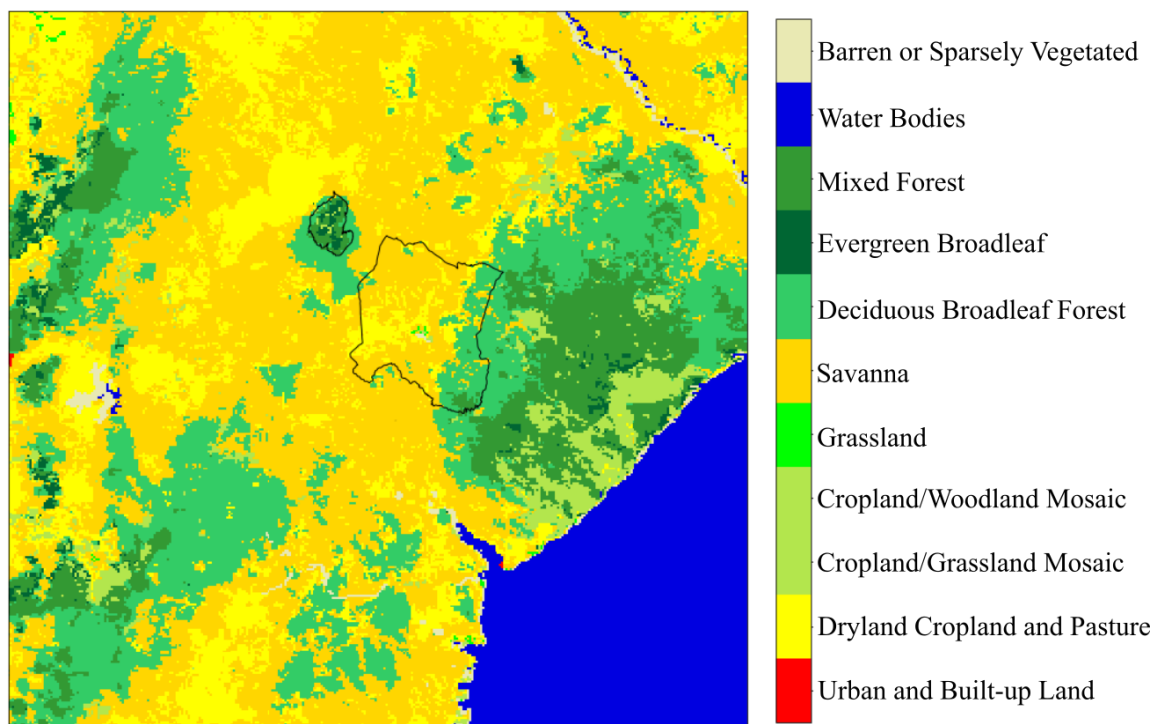 Barren or Sparsely Vegetated
Water Bodies
Mixed Forest
Evergreen Broadleaf
Deciduous Broadleaf Forest
Savanna
Grassland
Cropland/Woodland Mosaic
Cropland/Grassland Mosaic
Dryland Cropland and Pasture
Urban and Built-up Land